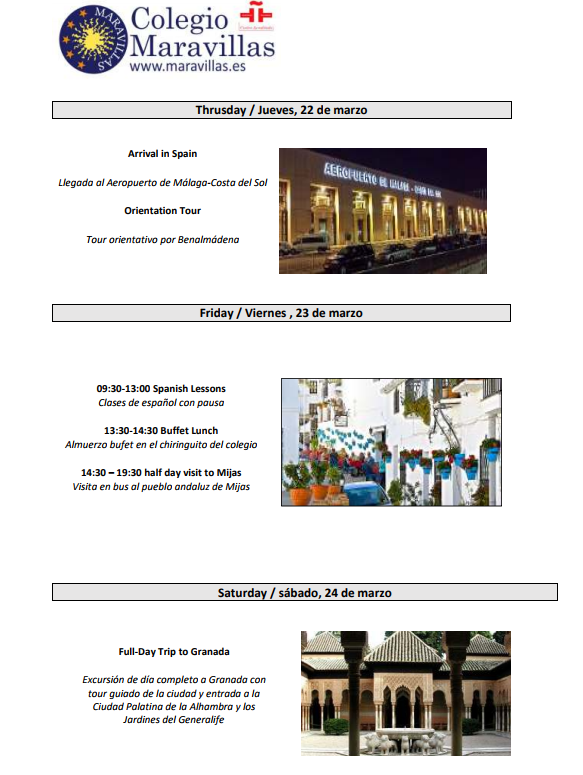 MARAVILLAS
Colegio
Maravillas
www.maravillas.es
Thrusday / Jueves, 22 de marzo
Arrival in Spain
Llegada al Aeropuerto de Málaga-Costa del Sol
Orientation Tour
Tour orientativo por Benalmádena
AEROPUERTO DE MALAGA - COSTA DEL SOL
Friday / Viernes , 23 de marzo
09:30-13:00 Spanish Lessons
Clases de español con pausa
13:30-14:30 Buffet Lunch
Almuerzo bufet en el chiringuito del colegio
14:30 – 19:30 half day visit to Mijas
Visita en bus al pueblo andaluz de Mijas
Saturday / sábado, 24 de marzo
Full-Day Trip to Granada
Excursión de día completo a Granada con
tour guiado de la ciudad y entrada a la
Ciudad Palatina de la Alhambra y los
Jardines del Generalife